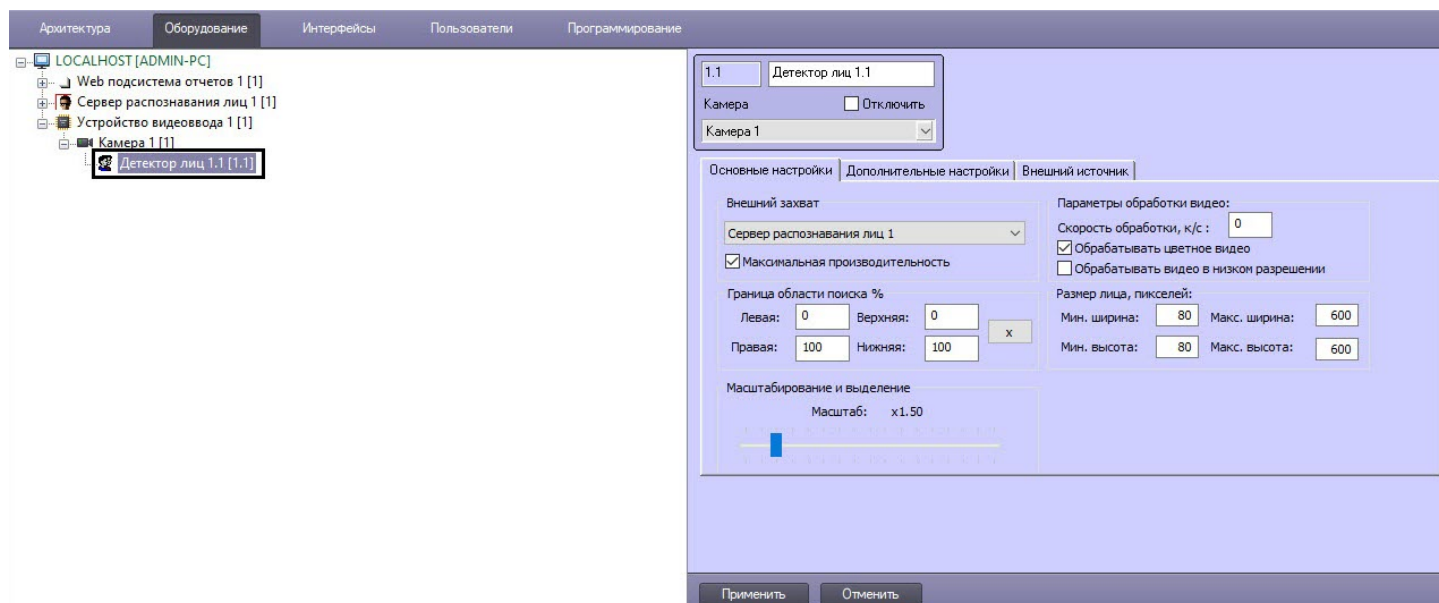 Архитектура Оборудование Интерфейсы Пользователи Программирование
LOCALHOST [ADMIN-PC]
Web подсистема отчетов 1 [1]
Сервер распознавания лиц 1 [1]
Устройство видеоввода 1 [1]
Камера 1 [1]
Детектор лиц 1.1 [1.1]
1.1 Детектор лиц 1.1
Камера Отключить
Камера 1
Основные настройки Дополнительные настройки Внешний источник
Внешний захват
Сервер распознавания лиц 1
Максимальная производительность
Параметры обработки видео:
Скорость обработки, к/с : 0
Обрабатывать цветное видео
Обрабатывать видео в низком разрешении
Граница области поиска %
Левая: 0 Верхняя: 0
x
Правая: 100 Нижняя: 100
Размер лица, пикселей:
Мин. ширина: 80 Макс. ширина: 600
Мин. высота: 80 Макс. высота: 600
Масштабирование и выделение
Масштаб: x1.50
Применить Отменить